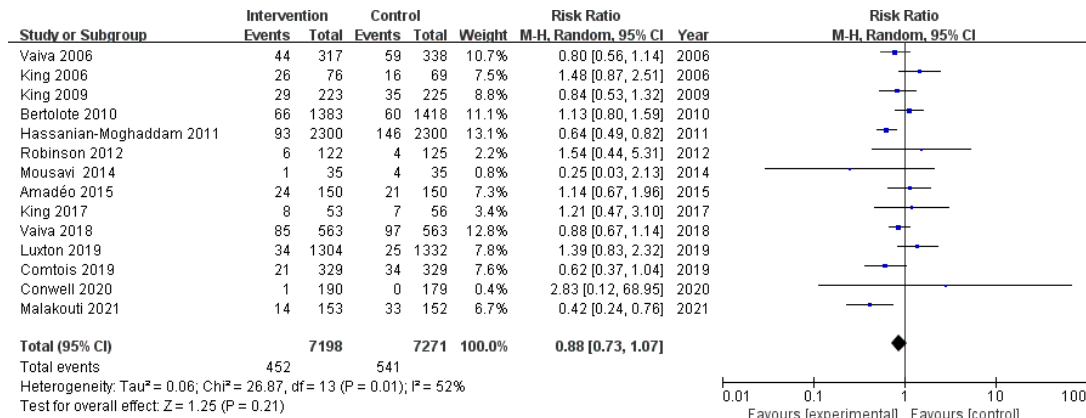 Intervention Control Risk Ratio Risk Ratio
Study or Subgroup Events Total Events Total Weight M-H, Random, 95% CI Year M-H, Random, 95% CI
Vaiva 2006 44 317 59 338 10.7% 0.80 [0.56, 1.14] 2006
King 2006 26 76 16 69 7.5% 1.48 [0.87, 2.51] 2006
King 2009 29 223 35 225 8.9% 0.84 [0.53, 1.32] 2009
Bertolote 2010 66 1383 60 1418 11.1% 1.13 [0.80, 1.59] 2010
Hassanian-Moghaddam 2011 93 2300 146 2300 13.1% 0.64 [0.49, 0.82] 2011
Robinson 2012 6 122 4 125 2.2% 1.54 [0.44, 5.31] 2012
Mousavi 2014 1 35 4 35 0.8% 0.25 [0.03, 2.13] 2014
Amadéo 2015 24 150 21 150 7.3% 1.14 [0.67, 1.96] 2015
King 2017 8 53 7 56 3.4% 1.21 [0.47, 3.10] 2017
Vaiva 2018 85 563 97 563 12.8% 0.88 [0.67, 1.14] 2018
Luxton 2019 34 1304 25 1332 7.8% 1.39 [0.83, 2.32] 2019
Comtois 2019 21 329 34 329 7.6% 0.62 [0.37, 1.04] 2019
Conwell 2020 1 190 0 179 0.4% 2.83 [0.12, 68.95] 2020
Malakouti 2021 14 153 33 152 6.7% 0.42 [0.24, 0.76] 2021
Total (95% CI) 7198 7271 100.0% 0.88 [0.73, 1.07]
Total events 452 541
Heterogeneity: Tau² = 0.06; Chi² = 26.87, df = 13 (P = 0.01); I² = 52%
Test for overall effect: Z = 1.25 (P = 0.21)
0.01 0.1 1 10 100
Favours [experimental] Favours [control]